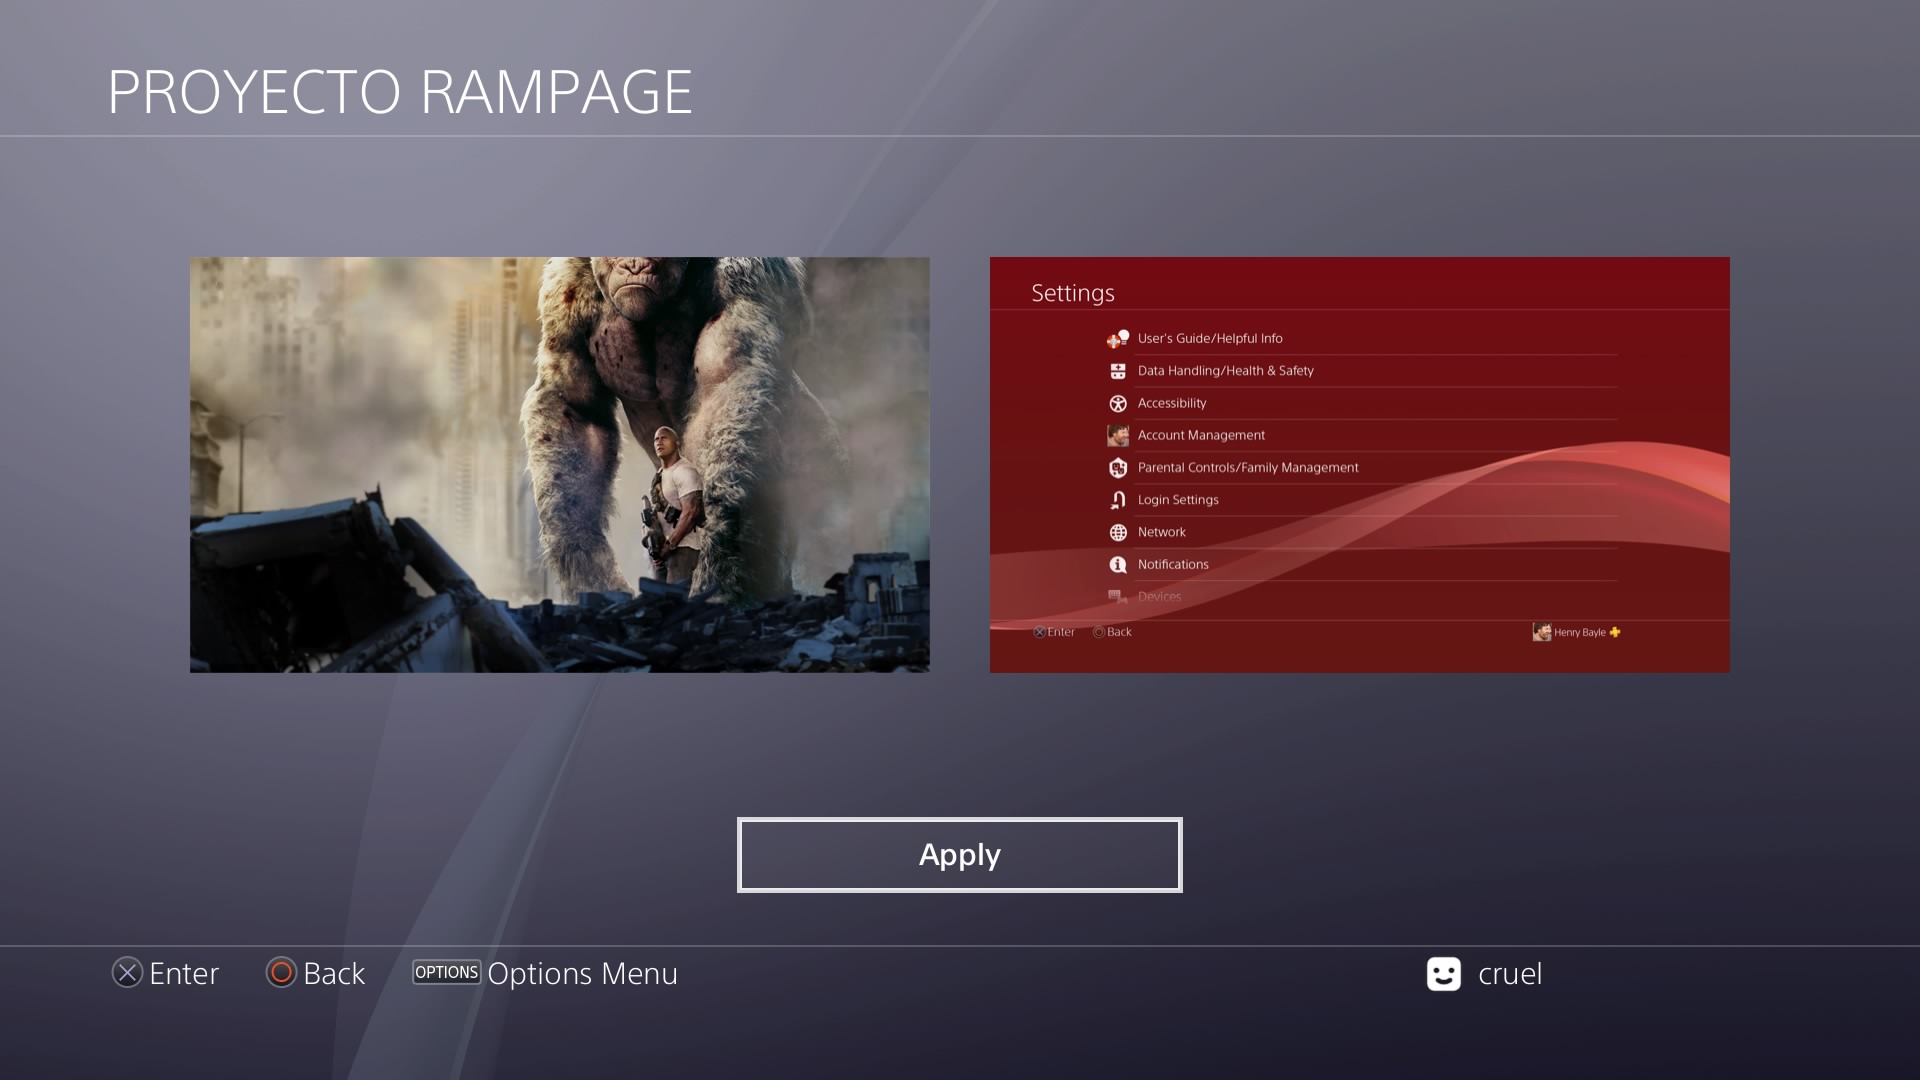 PROYECTO RAMPAGE
Settings
User's Guide/Helpful Info
Data Handling/Health & Safety
Accessibility
Account Management
Parental Controls/Family Management
Login Settings
Network
Notifications
Devices
Enter Back Henry Bayle
Apply
Enter Back OPTIONS Options Menu cruel